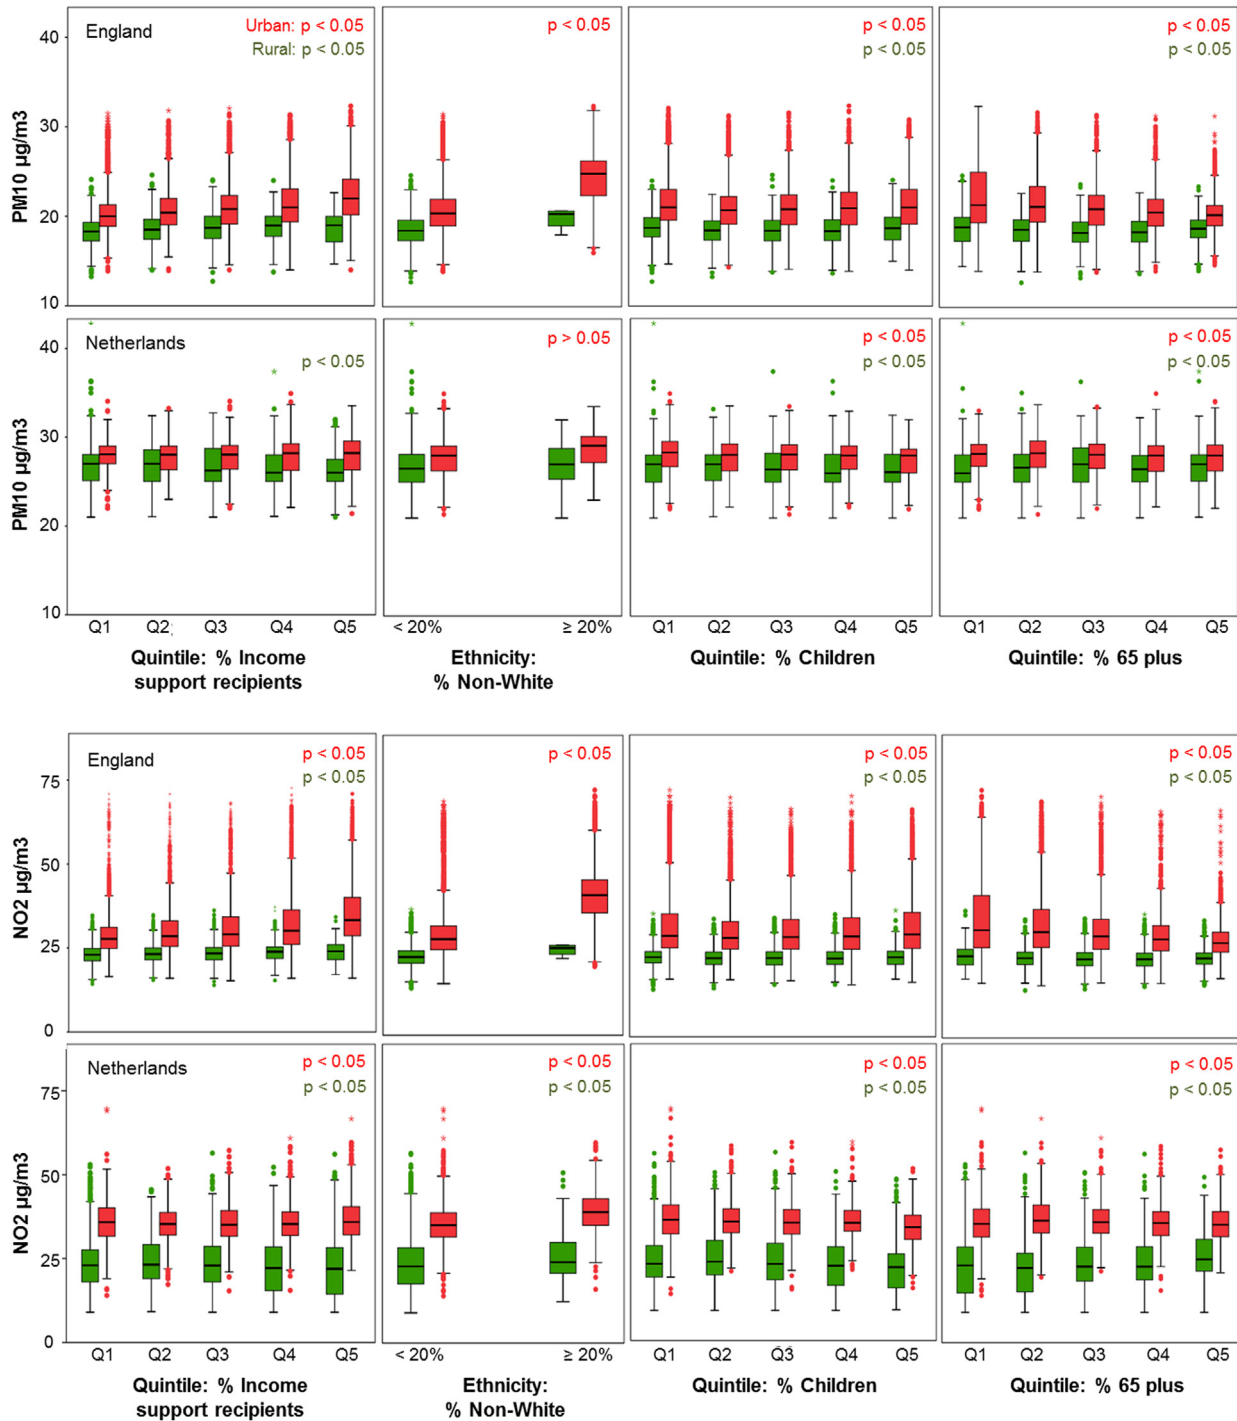 England
Urban: p < 0.05
Rural: p < 0.05
p < 0.05
p < 0.05
p < 0.05
p < 0.05
p < 0.05
PM10 µg/m3
40
30
20
10
Netherlands
p < 0.05
p > 0.05
p < 0.05
p < 0.05
p < 0.05
p < 0.05
PM10 µg/m3
40
30
20
10
Q1 Q2 Q3 Q4 Q5
< 20% ≥ 20%
Q1 Q2 Q3 Q4 Q5
Q1 Q2 Q3 Q4 Q5
Quintile: % Income
support recipients
Ethnicity:
% Non-White
Quintile: % Children
Quintile: % 65 plus
England
p < 0.05
p < 0.05
p < 0.05
p < 0.05
p < 0.05
p < 0.05
p < 0.05
NO2 µg/m3
75
50
25
0
Netherlands
p < 0.05
p < 0.05
p < 0.05
p < 0.05
p < 0.05
p < 0.05
p < 0.05
p < 0.05
NO2 µg/m3
75
50
25
0
Q1 Q2 Q3 Q4 Q5
< 20% ≥ 20%
Q1 Q2 Q3 Q4 Q5
Q1 Q2 Q3 Q4 Q5
Quintile: % Income
support recipients
Ethnicity:
% Non-White
Quintile: % Children
Quintile: % 65 plus